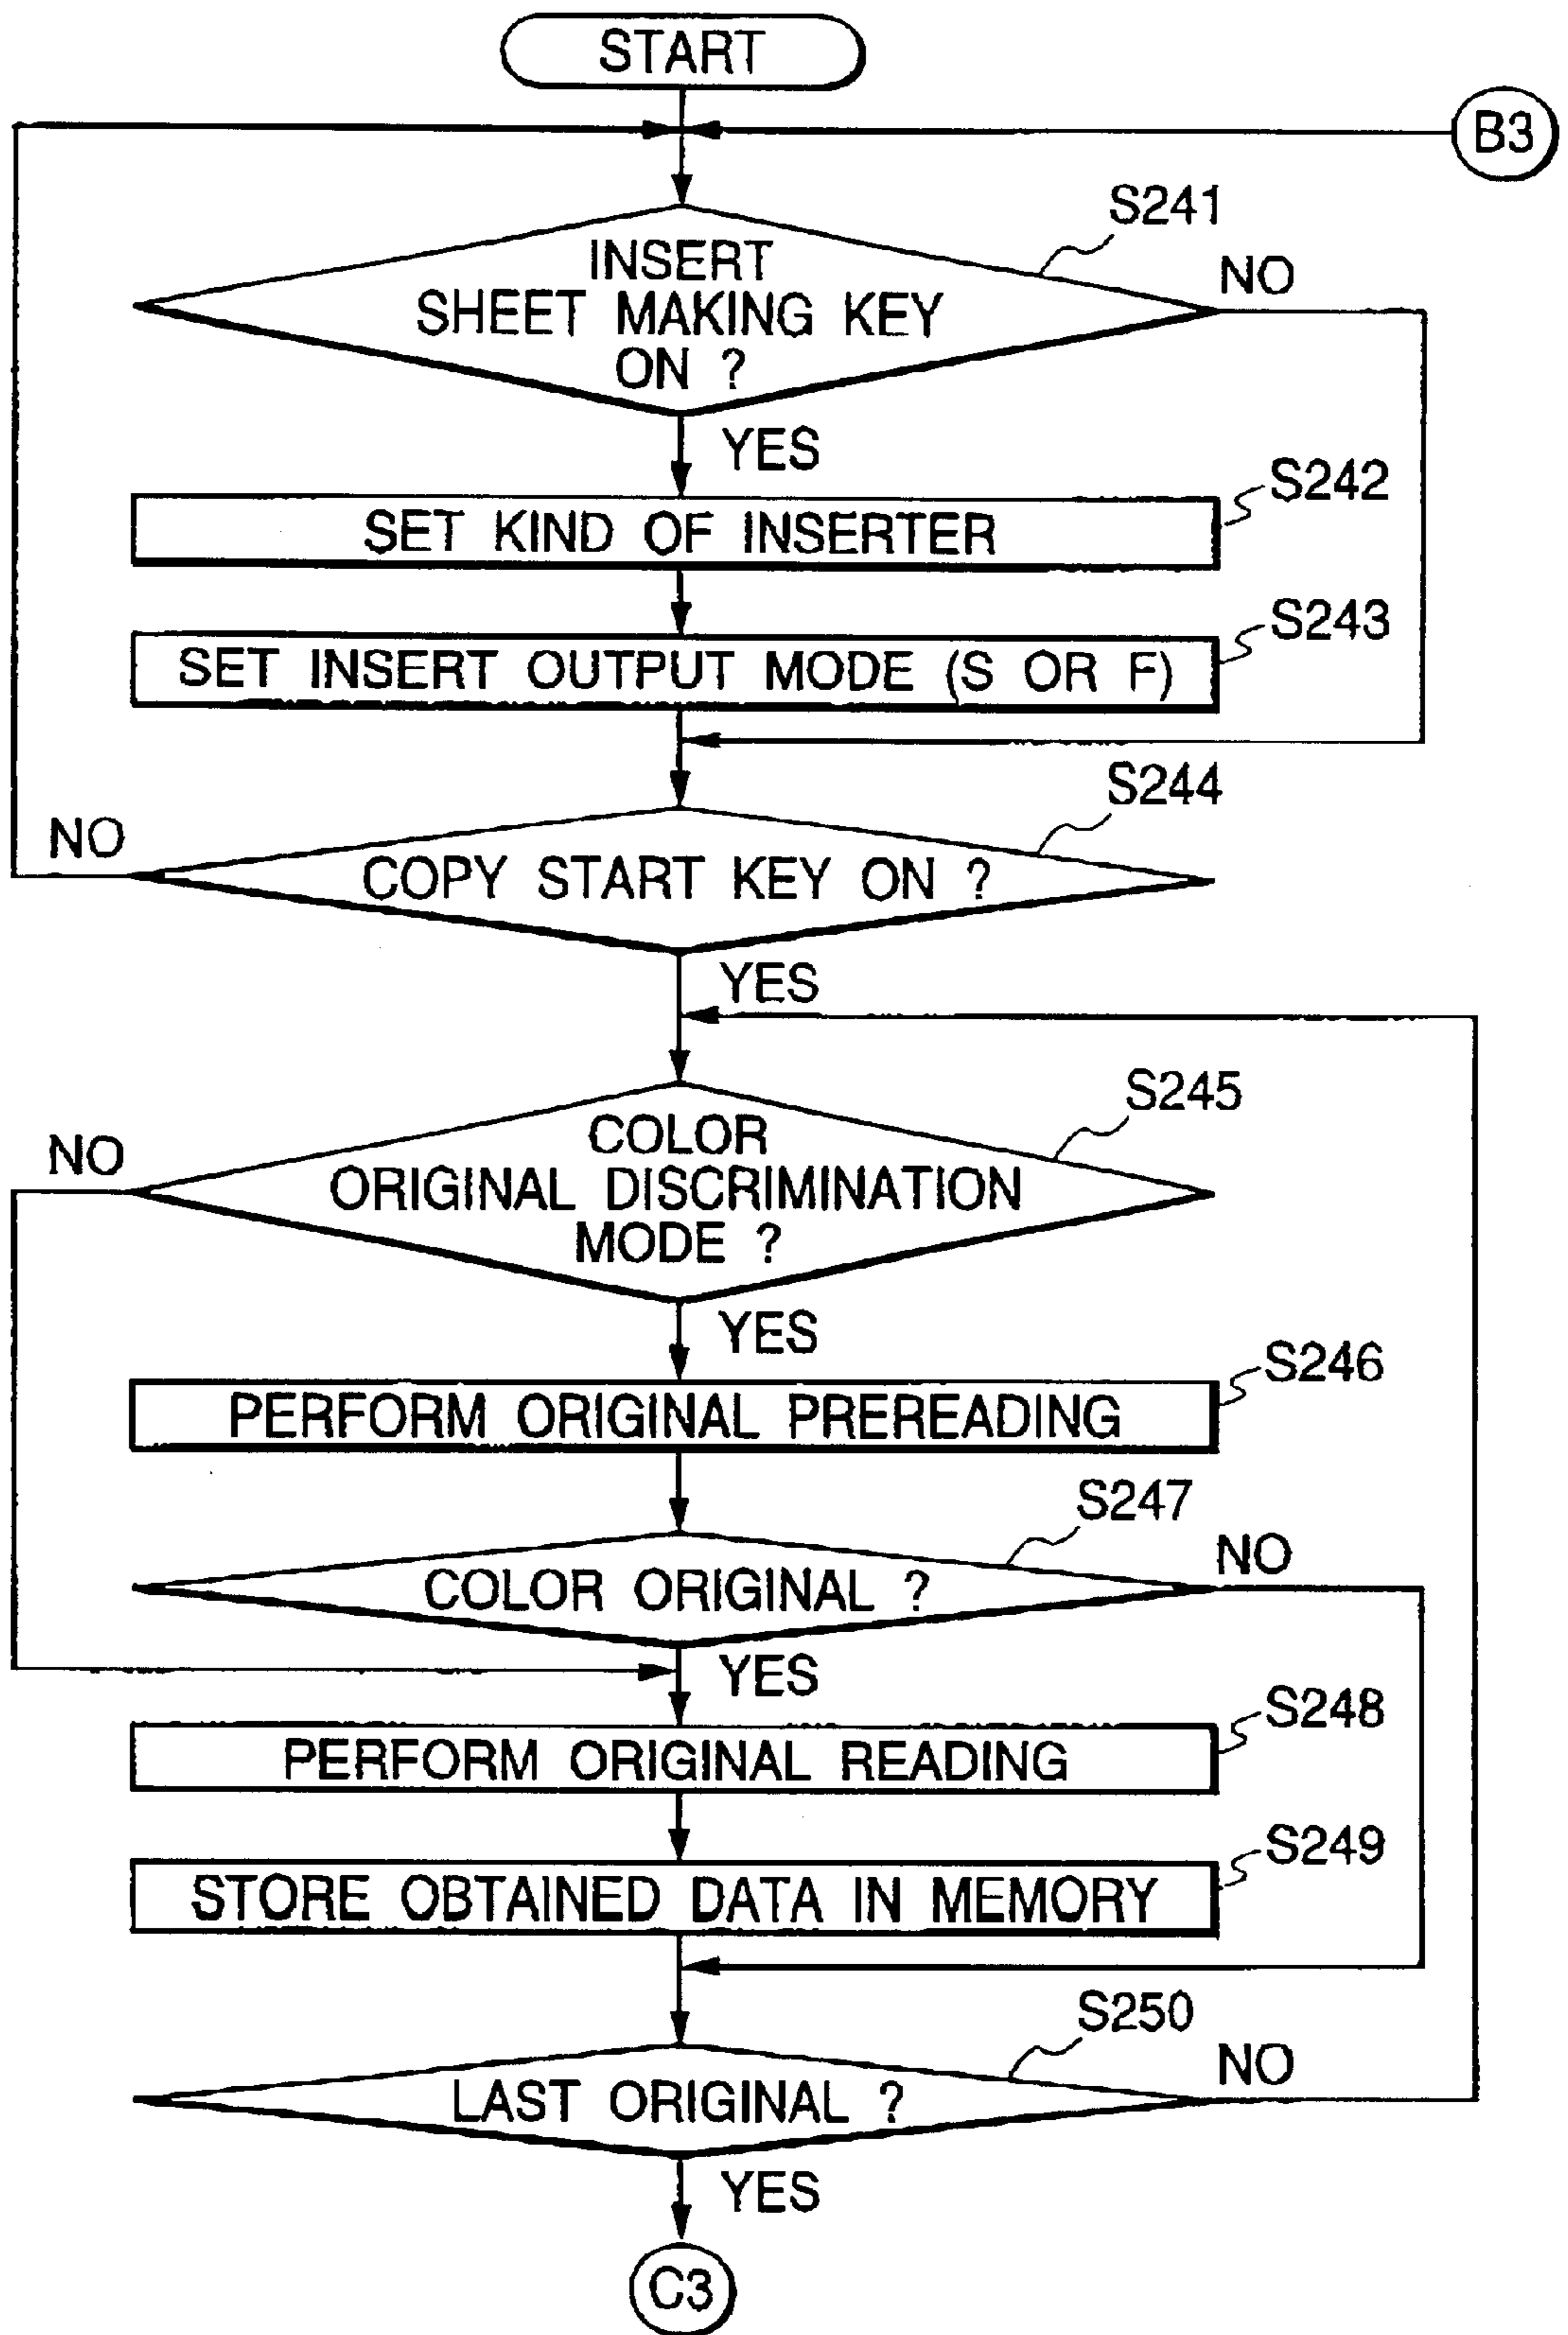 START
B3
S241
INSERT
SHEET MAKING KEY
ON ?
NO
YES
S242
SET KIND OF INSERTER
S243
SET INSERT OUTPUT MODE (S OR F)
S244
NO
COPY START KEY ON ?
YES
S245
NO
COLOR
ORIGINAL DISCRIMINATION
MODE ?
YES
S246
PERFORM ORIGINAL PREREADING
S247
NO
COLOR ORIGINAL ?
YES
S248
PERFORM ORIGINAL READING
S249
STORE OBTAINED DATA IN MEMORY
S250
NO
LAST ORIGINAL ?
YES
C3